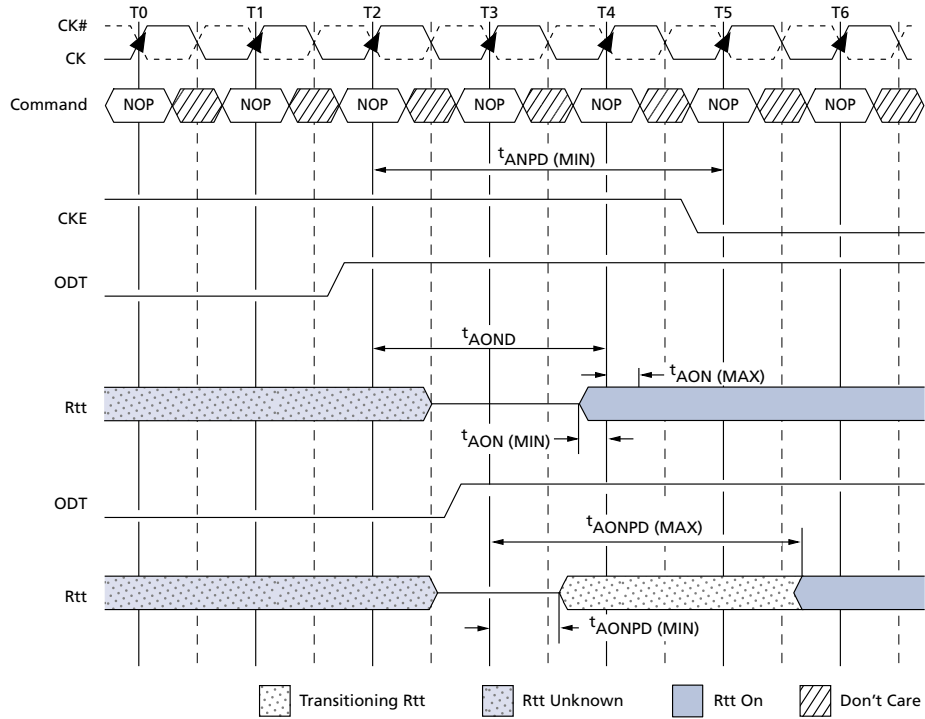 CK# T0 T1 T2 T3 T4 T5 T6
CK
Command NOP NOP NOP NOP NOP NOP NOP
tANPD (MIN)
CKE
ODT
tAOND
tAON (MAX)
Rtt
tAON (MIN)
ODT
tAONPD (MAX)
Rtt
tAONPD (MIN)
Transitioning Rtt Rtt Unknown Rtt On Don't Care